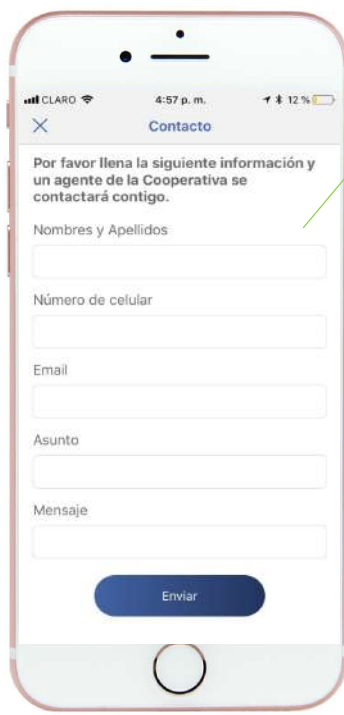 CLARO 4:57 p. m. 12 %
Contacto
Por favor llena la siguiente información y
un agente de la Cooperativa se
contactará contigo.
Nombres y Apellidos
Número de celular
Email
Asunto
Mensaje
Enviar